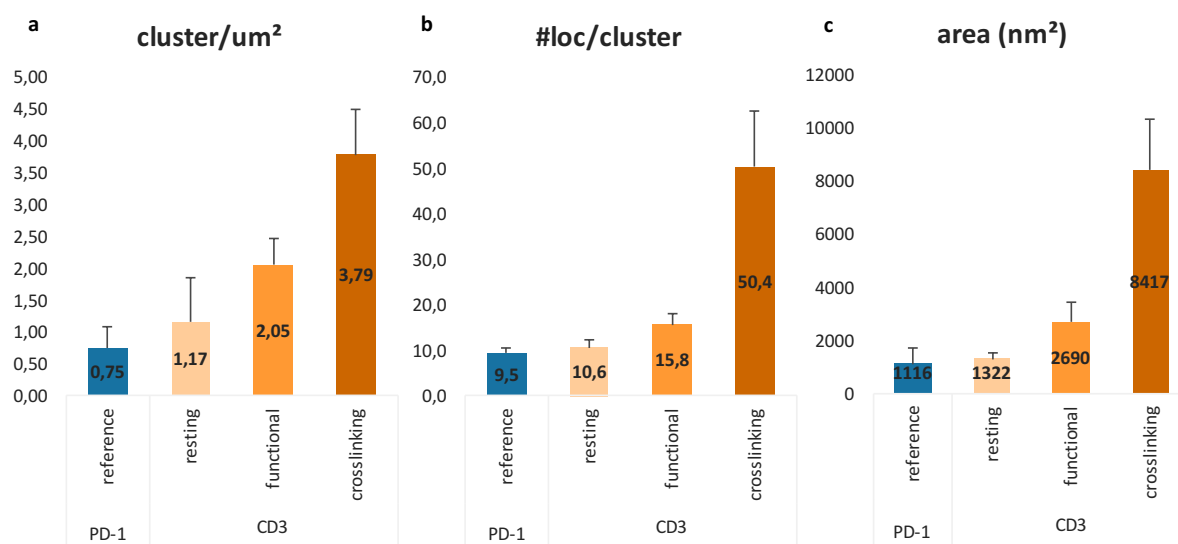 a
cluster/um²
5,00
4,50
4,00
3,50
3,00
2,50
2,00
1,50
1,00
0,50
0,00
0,75
1,17
2,05
3,79
reference
resting
functional
crosslinking
PD-1
CD3
b
#loc/cluster
70,0
60,0
50,0
40,0
30,0
20,0
10,0
0,0
9,5
10,6
15,8
50,4
reference
resting
functional
crosslinking
PD-1
CD3
c
area (nm²)
12000
10000
8000
6000
4000
2000
0
1116
1322
2690
8417
reference
resting
functional
crosslinking
PD-1
CD3